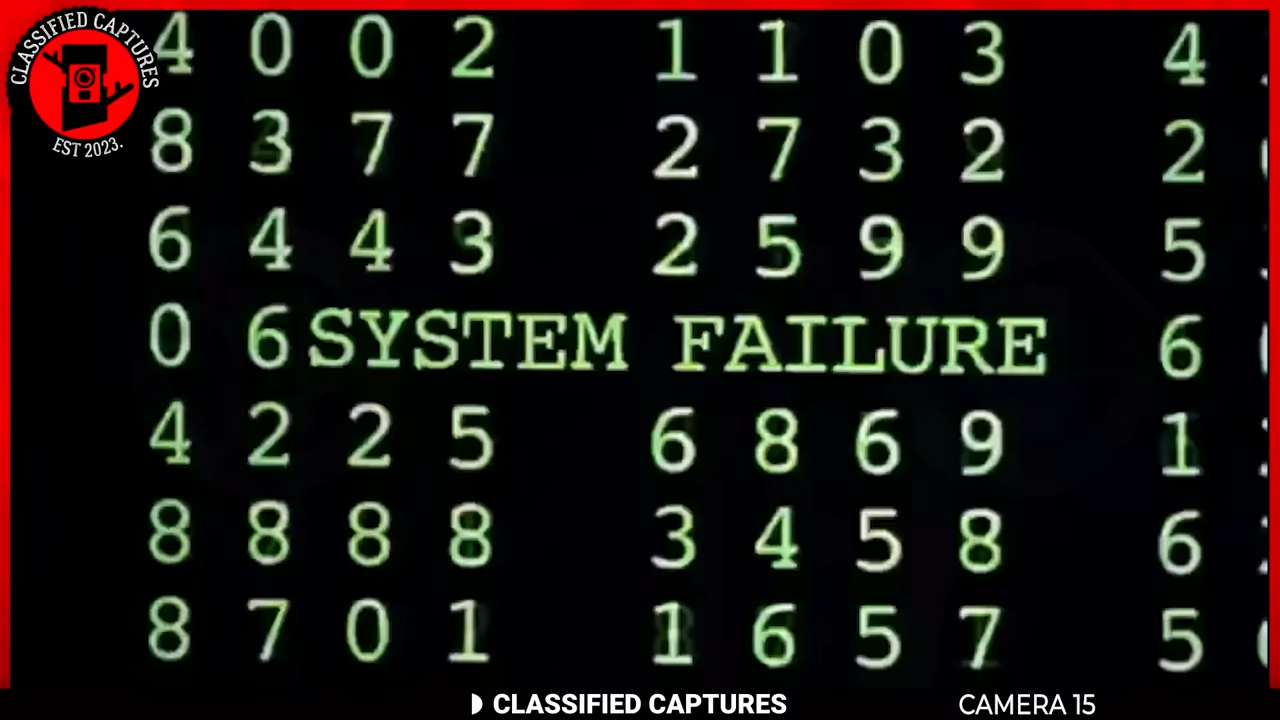 CLASSIFIED CAPTURES
EST 2023.
4 0 0 2 1 1 0 3 4
8 3 7 7 2 7 3 2 2
6 4 4 3 2 5 9 9 5
0 6 SYSTEM FAILURE 6
4 2 2 5 6 8 6 9 1
8 8 8 8 3 4 5 8 6
8 7 0 1 1 6 5 7 5
CLASSIFIED CAPTURES
CAMERA 15